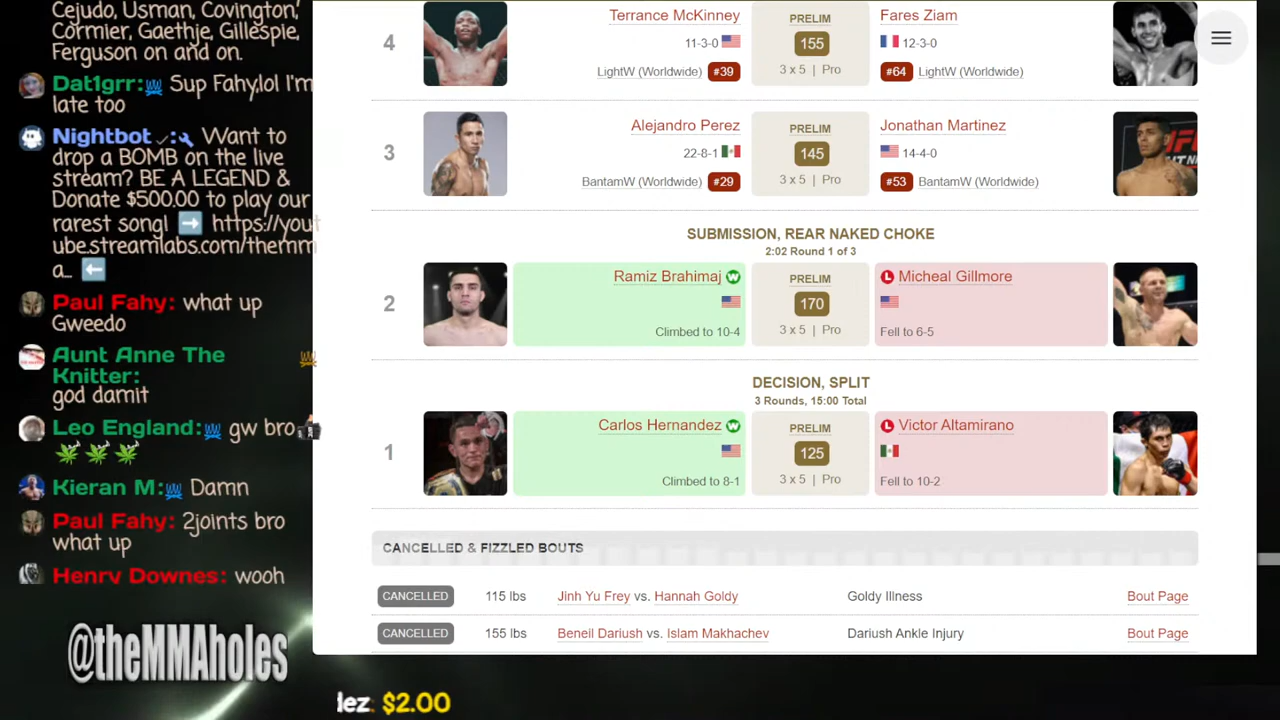 Cejudo, Usman, Covington,
Cormier, Gaethje, Gillespie,
Ferguson on and on.
Dat1grr: Sup Fahy,lol I'm
late too
Nightbot : Want to
drop a BOMB on the live
stream? BE A LEGEND &
Donate $500.00 to play our
rarest song! ➡️ https://yout
ube.streamlabs.com/themm
a... ⬅️
Paul Fahy: what up
Gweedo
Aunt Anne The
Knitter:
god damit
Leo England: gw bro
Kieran M: Damn
Paul Fahy: 2joints bro
what up
Henry Downes: wooh
@theMMAholes
4
Terrance McKinney
11-3-0
LightW (Worldwide) #39
PRELIM
155
3 x 5 | Pro
Fares Ziam
12-3-0
#64 LightW (Worldwide)
3
Alejandro Perez
22-8-1
BantamW (Worldwide) #29
PRELIM
145
3 x 5 | Pro
Jonathan Martinez
14-4-0
#53 BantamW (Worldwide)
SUBMISSION, REAR NAKED CHOKE
2:02 Round 1 of 3
2
Ramiz Brahimaj W
Climbed to 10-4
PRELIM
170
3 x 5 | Pro
L Micheal Gillmore
Fell to 6-5
DECISION, SPLIT
3 Rounds, 15:00 Total
1
Carlos Hernandez W
Climbed to 8-1
PRELIM
125
3 x 5 | Pro
L Victor Altamirano
Fell to 10-2
CANCELLED & FIZZLED BOUTS
CANCELLED 115 lbs Jinh Yu Frey vs. Hannah Goldy Goldy Illness Bout Page
CANCELLED 155 lbs Beneil Dariush vs. Islam Makhachev Dariush Ankle Injury Bout Page
lez: $2.00